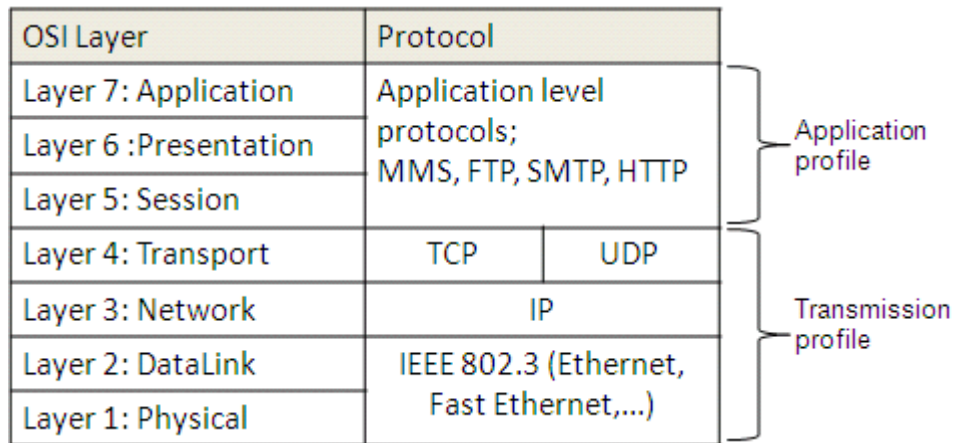 OSI Layer
Protocol
Layer 7: Application
Layer 6 :Presentation
Layer 5: Session
Application level
protocols;
MMS, FTP, SMTP, HTTP
Application
profile
Layer 4: Transport
TCP
UDP
Layer 3: Network
IP
Layer 2: DataLink
Layer 1: Physical
IEEE 802.3 (Ethernet,
Fast Ethernet,...)
Transmission
profile